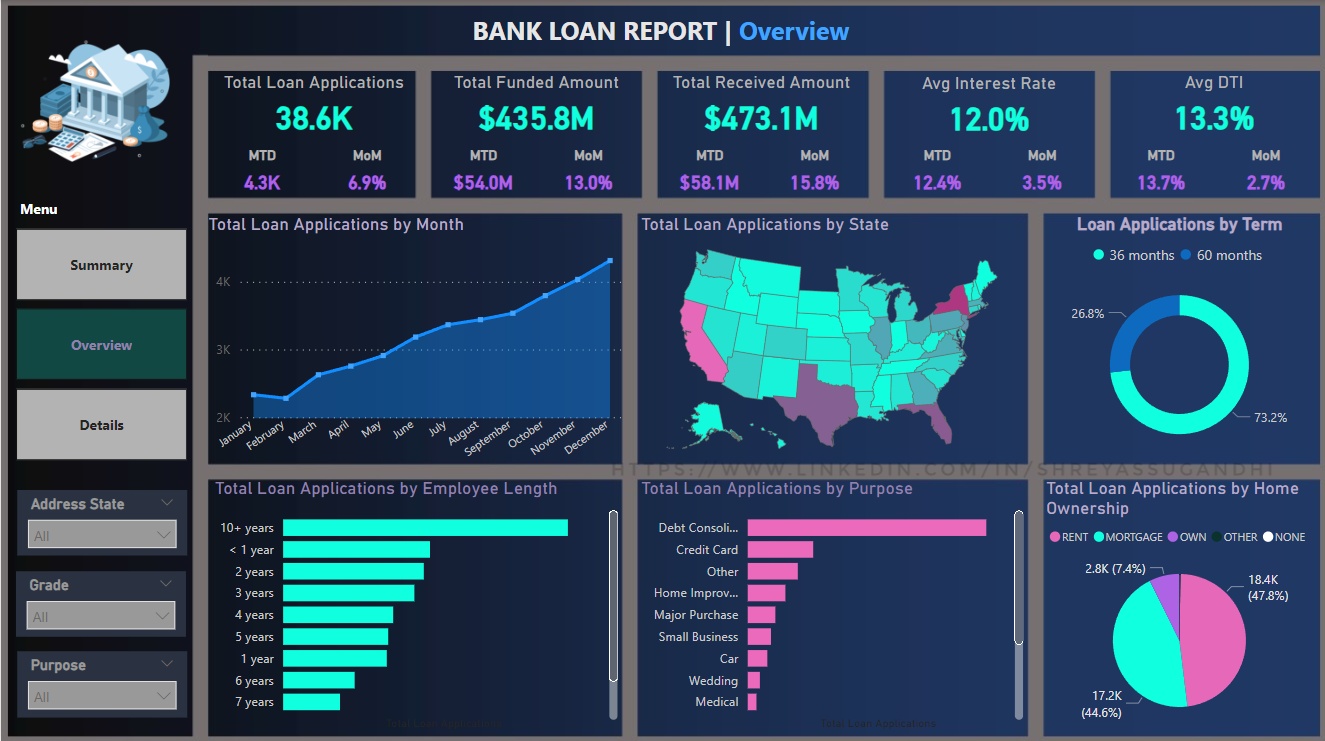 BANK LOAN REPORT | Overview
Total Loan Applications
38.6K
MTD MoM
4.3K 6.9%
Total Funded Amount
$435.8M
MTD MoM
$54.0M 13.0%
Total Received Amount
$473.1M
MTD MoM
$58.1M 15.8%
Avg Interest Rate
12.0%
MTD MoM
12.4% 3.5%
Avg DTI
13.3%
MTD MoM
13.7% 2.7%
Menu
Summary
Overview
Details
Address State
All
Grade
All
Purpose
All
Total Loan Applications by Month
4K
3K
2K
January
February
March
April
May
June
July
August
September
October
November
December
Total Loan Applications by State
Loan Applications by Term
36 months 60 months
26.8%
73.2%
HTTPS://WWW.LINKEDIN.COM/IN/SHREYASSUGANDHI
Total Loan Applications by Employee Length
10+ years
< 1 year
2 years
3 years
4 years
5 years
1 year
6 years
7 years
Total Loan Applications
Total Loan Applications by Purpose
Debt Consoli...
Credit Card
Other
Home Improv...
Major Purchase
Small Business
Car
Wedding
Medical
Total Loan Applications
Total Loan Applications by Home
Ownership
RENT MORTGAGE OWN OTHER NONE
2.8K (7.4%)
18.4K
(47.8%)
17.2K
(44.6%)